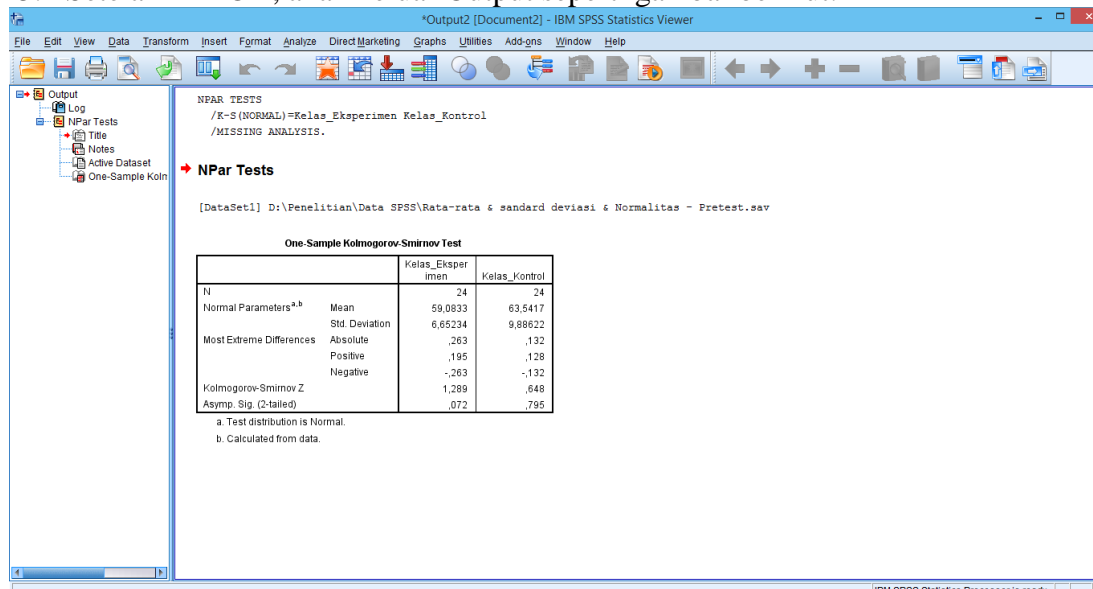 *Output2 [Document2] - IBM SPSS Statistics Viewer
File Edit View Data Transform Insert Format Analyze Direct Marketing Graphs Utilities Add-ons Window Help
Output
Log
NPar Tests
Title
Notes
Active Dataset
One-Sample Kolm
NPAR TESTS
/K-S(NORMAL)=Kelas_Eksperimen Kelas_Kontrol
/MISSING ANALYSIS.
NPar Tests
[DataSet1] D:\Penelitian\Data SPSS\Rata-rata & sandard deviasi & Normalitas - Pretest.sav
One-Sample Kolmogorov-Smirnov Test
Kelas_Eksper
imen Kelas_Kontrol
N 24 24
Normal Parameters a,b Mean 59,0833 63,5417
Std. Deviation 6,65234 9,88622
Most Extreme Differences Absolute ,263 ,132
Positive ,195 ,128
Negative -,263 -,132
Kolmogorov-Smirnov Z 1,289 ,648
Asymp. Sig. (2-tailed) ,072 ,795
a. Test distribution is Normal.
b. Calculated from data.